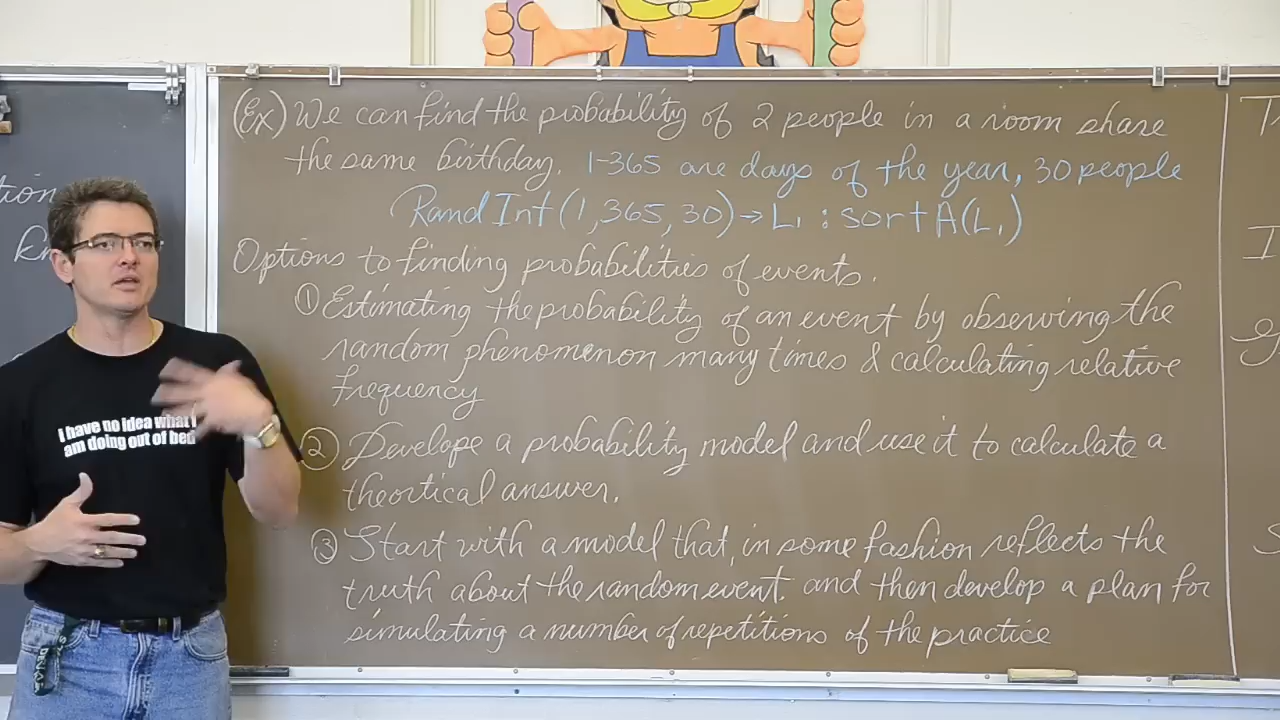 (Ex) We can find the probability of 2 people in a room share
the same birthday. 1-365 are days of the year, 30 people
RandInt(1,365,30)→L₁ : sortA(L₁)
Options to finding probabilities of events.
① Estimating the probability of an event by observing the
random phenomenon many times & calculating relative
frequency
② Develope a probability model and use it to calculate a
theortical answer.
③ Start with a model that, in some fashion reflects the
truth about the random event. and then develop a plan for
simulating a number of repetitions of the practice
I have no idea what I
am doing out of bed